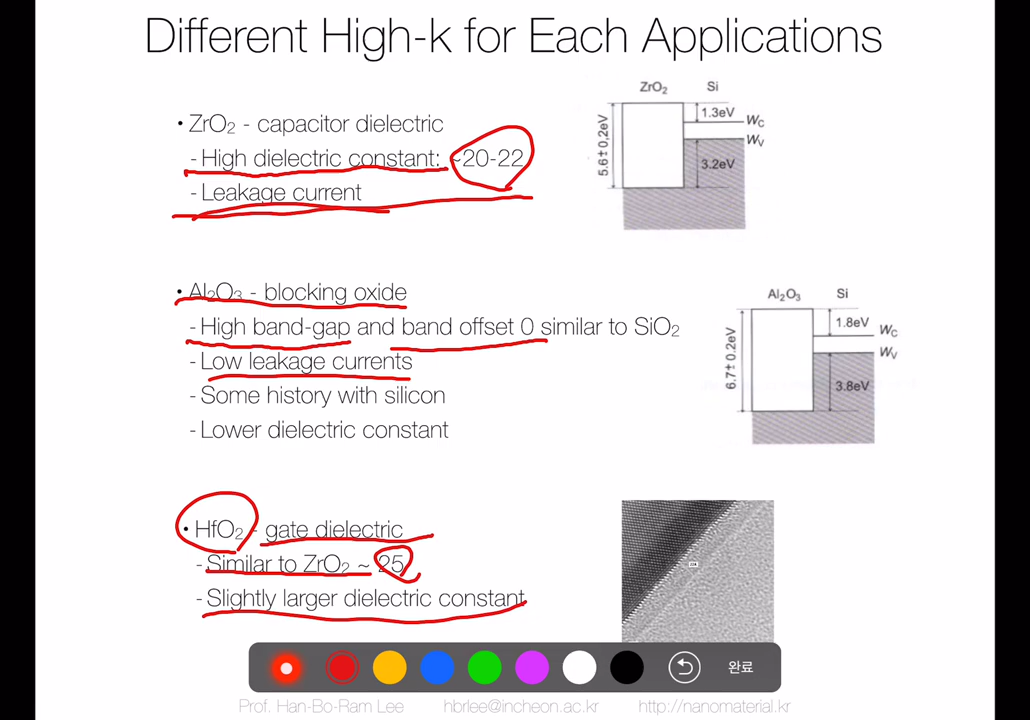 Different High-k for Each Applications
• ZrO₂ - capacitor dielectric
- High dielectric constant: ~20-22
- Leakage current
ZrO₂ Si
5.6 ± 0,2eV
1.3eV
W_C
W_V
3.2eV
• Al₂O₃ - blocking oxide
- High band-gap and band offset 0 similar to SiO₂
- Low leakage currents
- Some history with silicon
- Lower dielectric constant
Al₂O₃ Si
6.7 ± 0.2eV
1.8eV
W_C
W_V
3.8eV
• HfO₂ - gate dielectric
- Similar to ZrO₂ ~ 25
- Slightly larger dielectric constant
완료
Prof. Han-Bo-Ram Lee hbrlee@incheon.ac.kr http://nanomaterial.kr